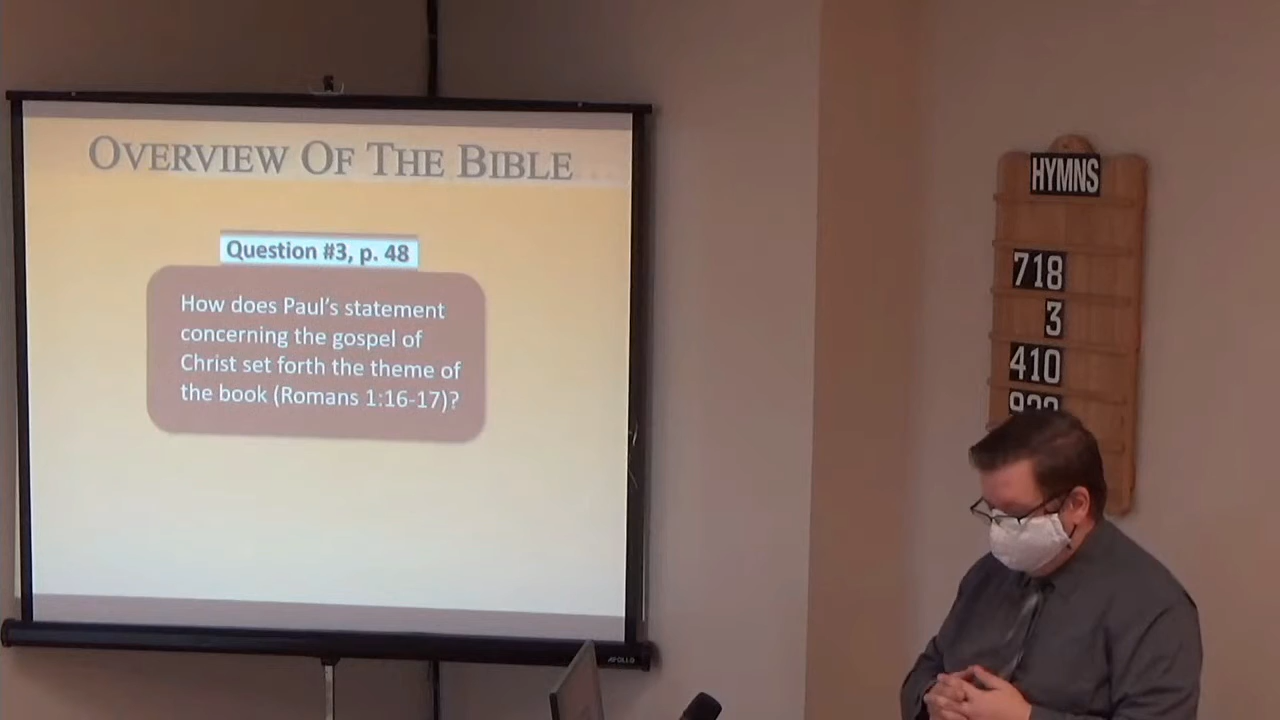 OVERVIEW OF THE BIBLE
Question #3, p. 48
How does Paul's statement
concerning the gospel of
Christ set forth the theme of
the book (Romans 1:16-17)?
HYMNS
718
3
410
APOLLO